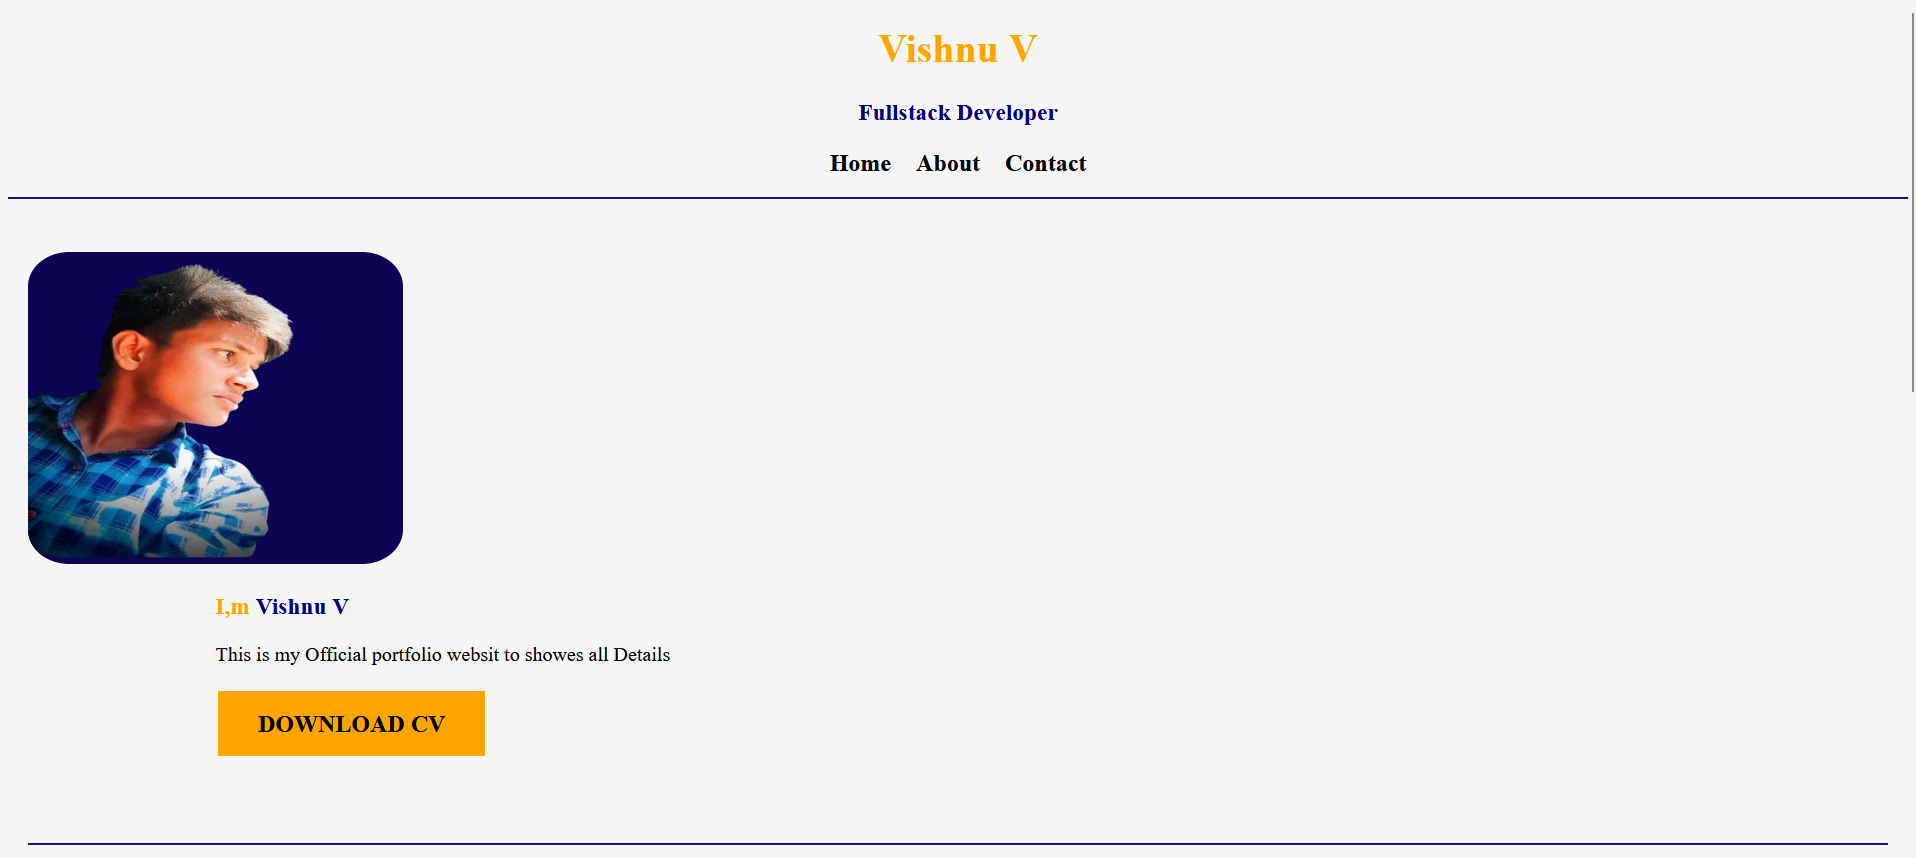 Vishnu V
Fullstack Developer
Home About Contact
I,m Vishnu V
This is my Official portfolio websit to showes all Details
DOWNLOAD CV